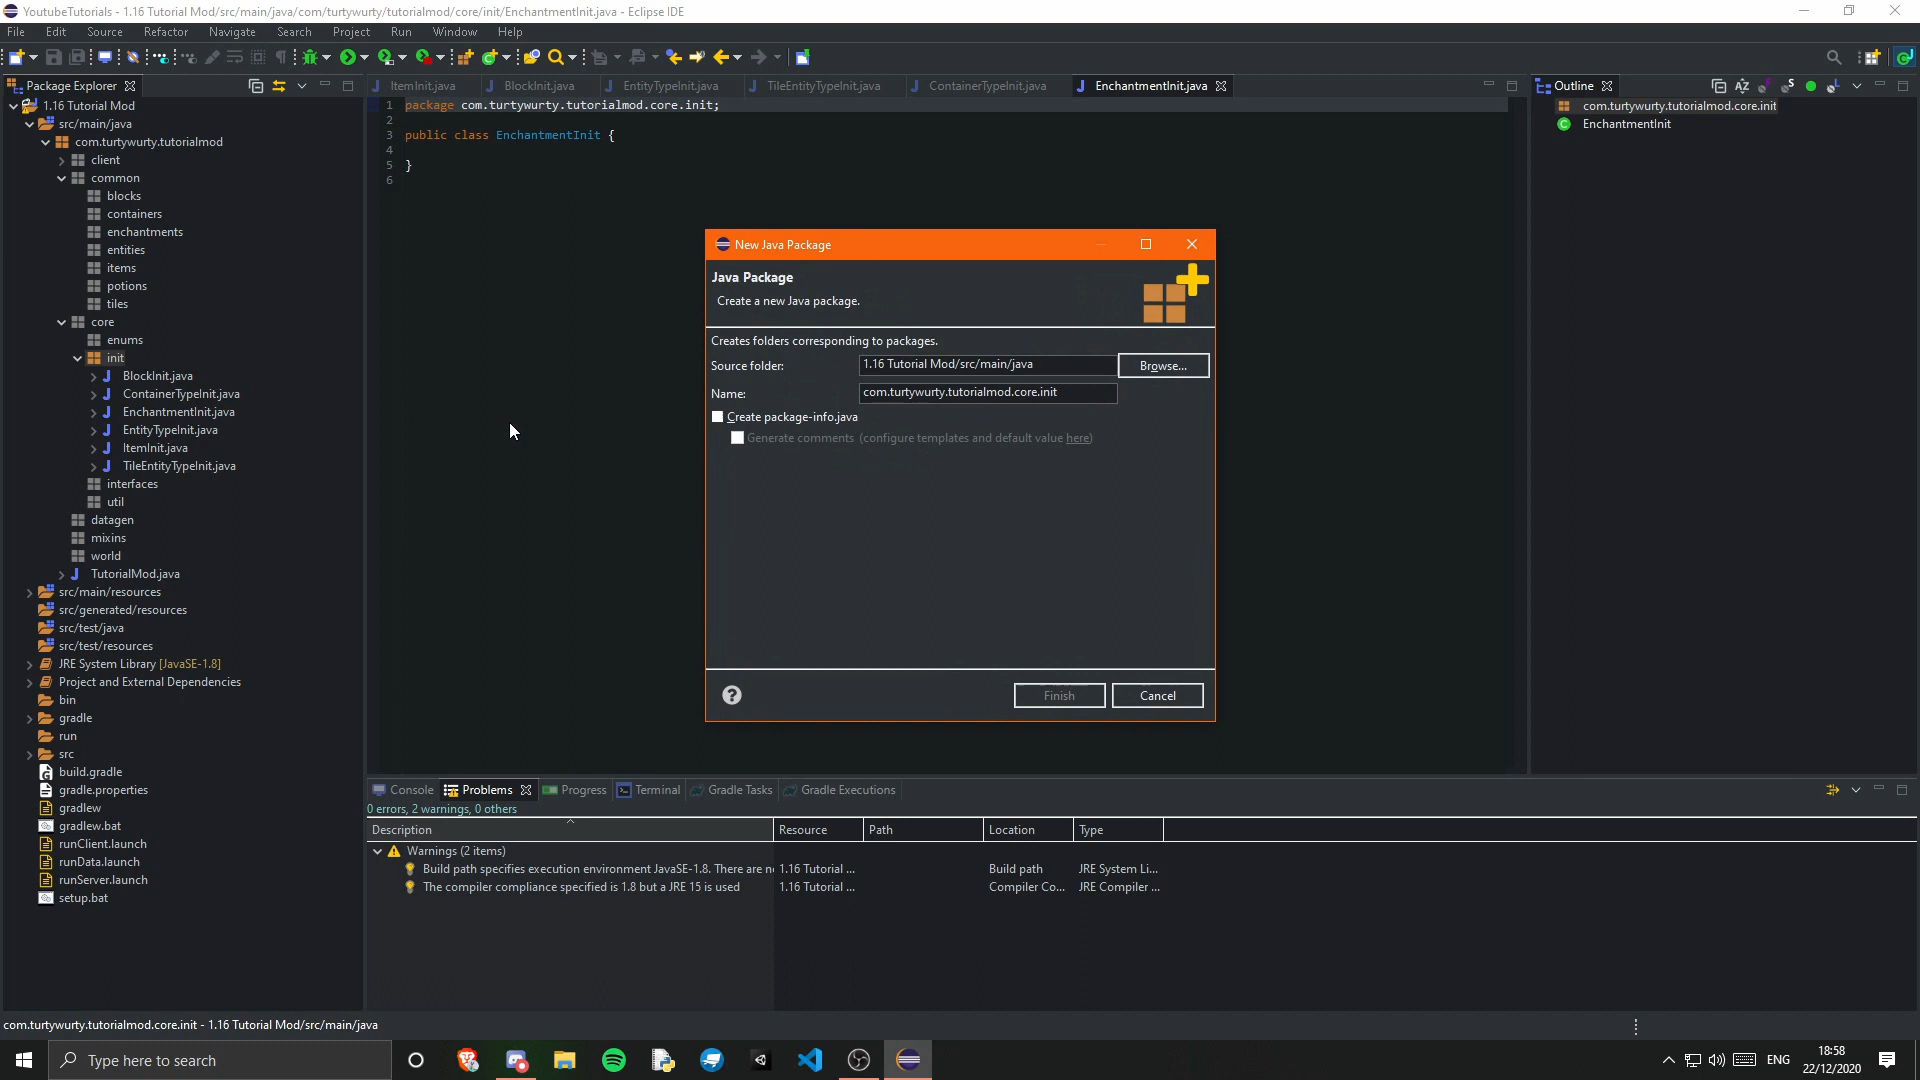 YoutubeTutorials - 1.16 Tutorial Mod/src/main/java/com/turtywurty/tutorialmod/core/init/EnchantmentInit.java - Eclipse IDE
File Edit Source Refactor Navigate Search Project Run Window Help
Package Explorer
ItemInit.java BlockInit.java EntityTypeInit.java TileEntityTypeInit.java ContainerTypeInit.java EnchantmentInit.java
Outline
1.16 Tutorial Mod
src/main/java
com.turtywurty.tutorialmod
client
common
blocks
containers
enchantments
entities
items
potions
tiles
core
enums
init
BlockInit.java
ContainerTypeInit.java
EnchantmentInit.java
EntityTypeInit.java
ItemInit.java
TileEntityTypeInit.java
interfaces
util
datagen
mixins
world
TutorialMod.java
src/main/resources
src/generated/resources
src/test/java
src/test/resources
JRE System Library [JavaSE-1.8]
Project and External Dependencies
bin
gradle
run
src
build.gradle
gradle.properties
gradlew
gradlew.bat
runClient.launch
runData.launch
runServer.launch
setup.bat
1 package com.turtywurty.tutorialmod.core.init;
2
3 public class EnchantmentInit {
4
5 }
6
com.turtywurty.tutorialmod.core.init
EnchantmentInit
New Java Package
Java Package
Create a new Java package.
Creates folders corresponding to packages.
Source folder: 1.16 Tutorial Mod/src/main/java Browse...
Name: com.turtywurty.tutorialmod.core.init
Create package-info.java
Generate comments (configure templates and default value here)
? Finish Cancel
Console Problems Progress Terminal Gradle Tasks Gradle Executions
0 errors, 2 warnings, 0 others
Description Resource Path Location Type
Warnings (2 items)
Build path specifies execution environment JavaSE-1.8. There are n 1.16 Tutorial ... Build path JRE System Li...
The compiler compliance specified is 1.8 but a JRE 15 is used 1.16 Tutorial ... Compiler Co... JRE Compiler ...
com.turtywurty.tutorialmod.core.init - 1.16 Tutorial Mod/src/main/java
Type here to search
ENG
18:58
22/12/2020